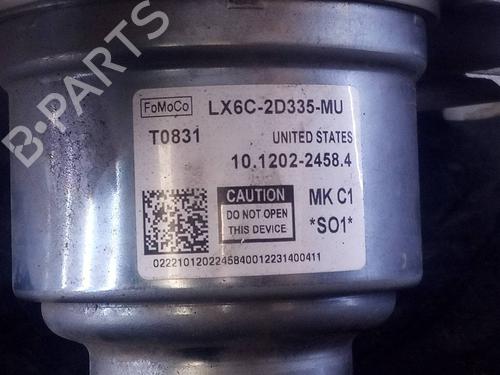 FoMoCo LX6C-2D335-MU
T0831 UNITED STATES
10.1202-2458.4
CAUTION
DO NOT OPEN
THIS DEVICE
MK C1
*SO1*
0222101202245840012231400411
B-PARTS